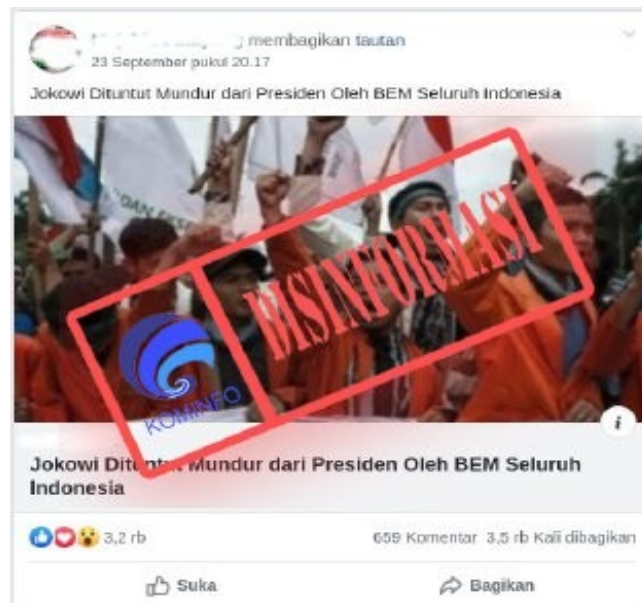 membagikan tautan
23 September pukul 20.17
Jokowi Dituntut Mundur dari Presiden Oleh BEM Seluruh Indonesia
DISINFORMASI
KOMINFO
Jokowi Dituntut Mundur dari Presiden Oleh BEM Seluruh
Indonesia
3,2 rb
659 Komentar 3,5 rb Kali dibagikan
Suka
Bagikan